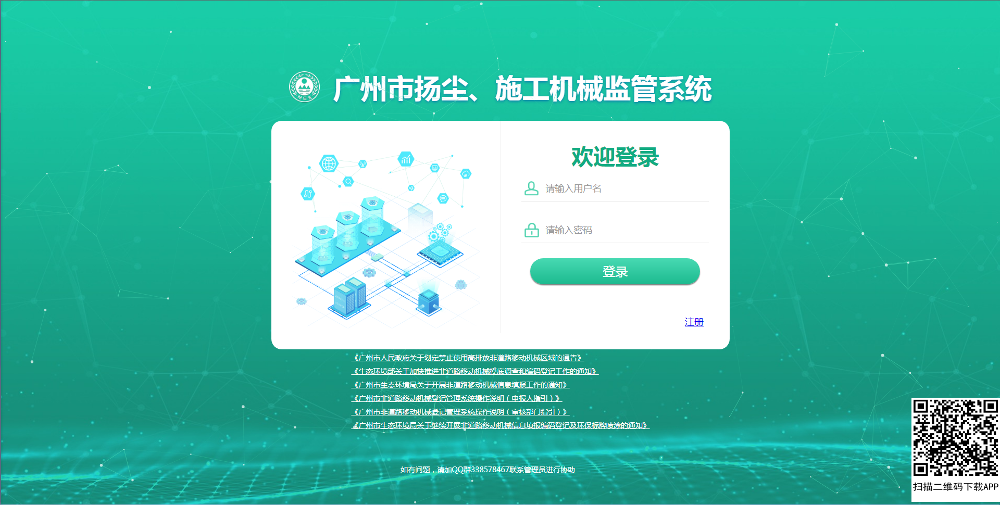 MEE
广州市扬尘、施工机械监管系统
欢迎登录
请输入用户名
请输入密码
登录
注册
《广州市人民政府关于划定禁止使用高排放非道路移动机械区域的通告》
《生态环境部关于加快推进非道路移动机械摸底调查和编码登记工作的通知》
《广州市生态环境局关于开展非道路移动机械信息填报工作的通知》
《广州市非道路移动机械登记管理系统操作说明（申报人指引）》
《广州市非道路移动机械登记管理系统操作说明（审核部门指引）》
《广州市生态环境局关于继续开展非道路移动机械信息填报编码登记及环保标牌喷涂的通知》
如有问题，请加QQ群338578467联系管理员进行协助
扫描二维码下载APP